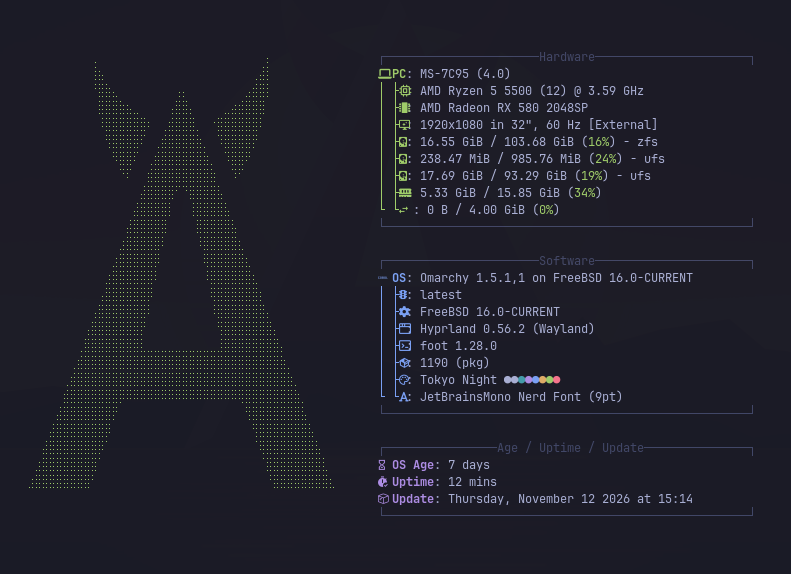 Hardware
PC: MS-7C95 (4.0)
: AMD Ryzen 5 5500 (12) @ 3.59 GHz
: AMD Radeon RX 580 2048SP
: 1920x1080 in 32", 60 Hz [External]
: 16.55 GiB / 103.68 GiB (16%) - zfs
: 238.47 MiB / 985.76 MiB (24%) - ufs
: 17.69 GiB / 93.29 GiB (19%) - ufs
: 5.33 GiB / 15.85 GiB (34%)
: 0 B / 4.00 GiB (0%)
Software
OS: Omarchy 1.5.1,1 on FreeBSD 16.0-CURRENT
: latest
: FreeBSD 16.0-CURRENT
: Hyprland 0.56.2 (Wayland)
: foot 1.28.0
: 1190 (pkg)
: Tokyo Night
: JetBrainsMono Nerd Font (9pt)
Age / Uptime / Update
OS Age: 7 days
Uptime: 12 mins
Update: Thursday, November 12 2026 at 15:14